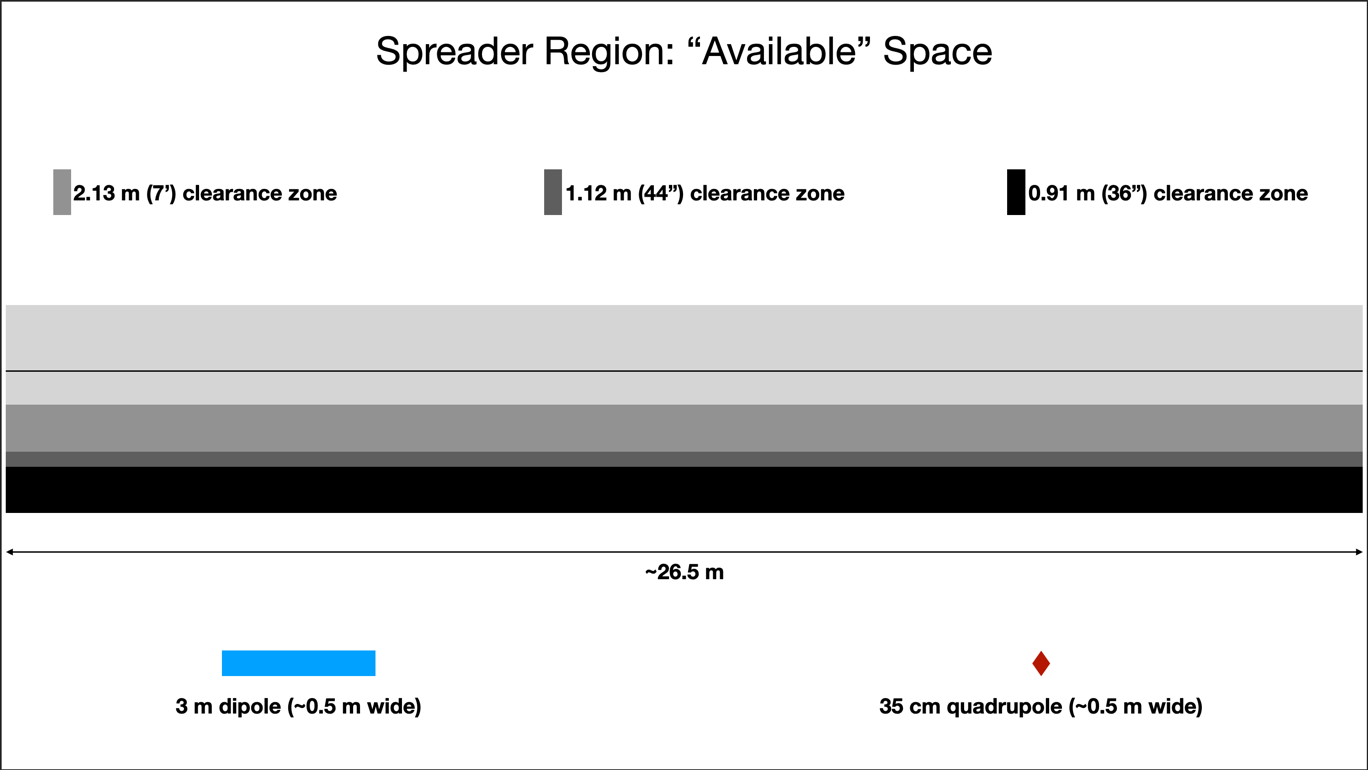 Spreader Region: “Available” Space
2.13 m (7’) clearance zone
1.12 m (44”) clearance zone
0.91 m (36”) clearance zone
~26.5 m
3 m dipole (~0.5 m wide)
35 cm quadrupole (~0.5 m wide)